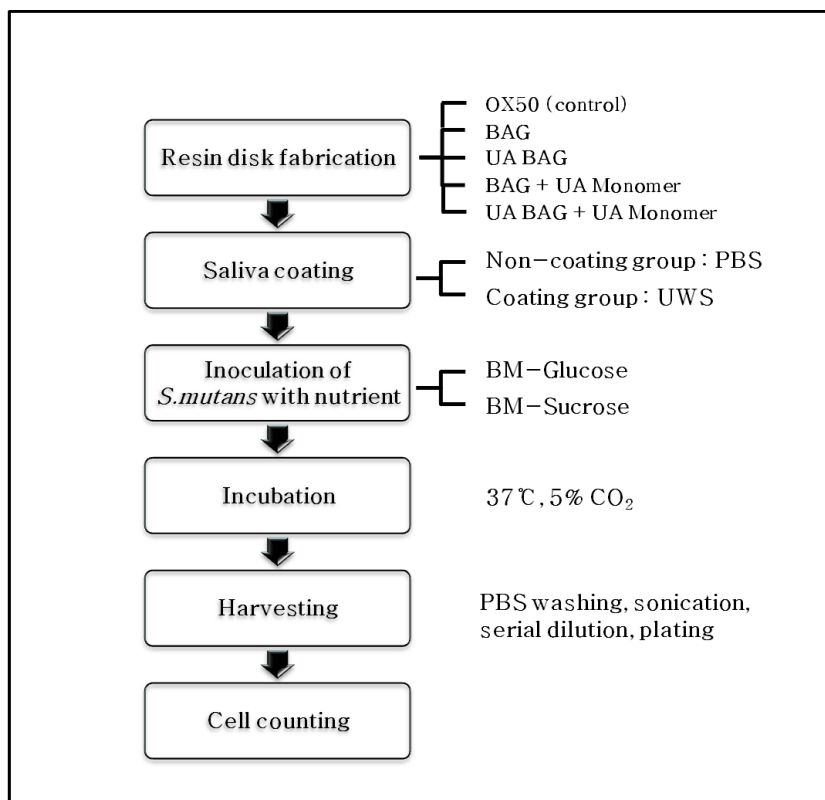 Resin disk fabrication
OX50 (control)
BAG
UA BAG
BAG + UA Monomer
UA BAG + UA Monomer
Saliva coating
Non-coating group : PBS
Coating group : UWS
Inoculation of
S.mutans with nutrient
BM-Glucose
BM-Sucrose
Incubation
37℃, 5% CO₂
Harvesting
PBS washing, sonication,
serial dilution, plating
Cell counting